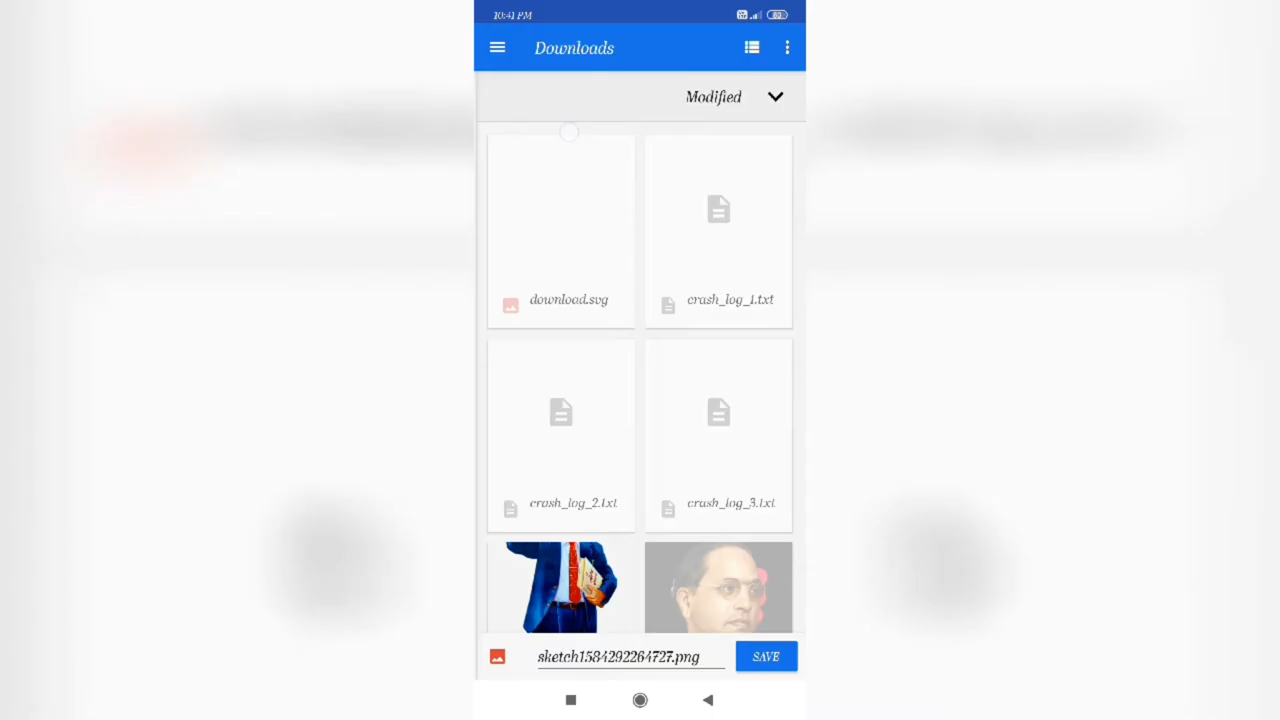 10:41 PM
Downloads
Modified
download.svg
crash_log_1.txt
crash_log_2.txt
crash_log_3.txt
sketch1584292264727.png
SAVE